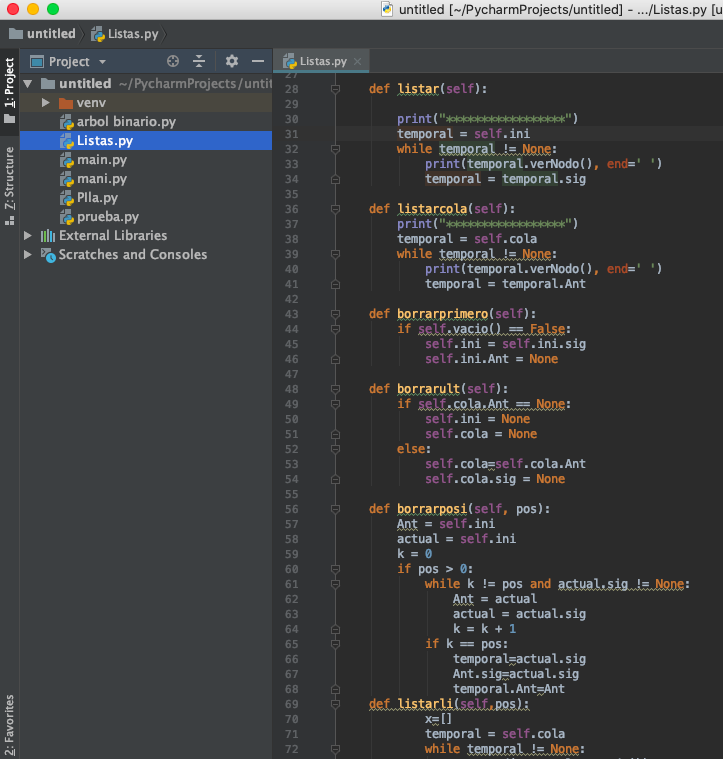 untitled [~/PycharmProjects/untitled] - .../Listas.py [u
untitled
Listas.py
1: Project
Z: Structure
2: Favorites
Project
untitled ~/PycharmProjects/untit
venv
arbol binario.py
Listas.py
main.py
mani.py
PIla.py
prueba.py
External Libraries
Scratches and Consoles
Listas.py
27
28 def listar(self):
29
30 print("*****************")
31 temporal = self.ini
32 while temporal != None:
33 print(temporal.verNodo(), end=' ')
34 temporal = temporal.sig
35
36 def listarcola(self):
37 print("*****************")
38 temporal = self.cola
39 while temporal != None:
40 print(temporal.verNodo(), end=' ')
41 temporal = temporal.Ant
42
43 def borrarprimero(self):
44 if self.vacio() == False:
45 self.ini = self.ini.sig
46 self.ini.Ant = None
47
48 def borrarult(self):
49 if self.cola.Ant == None:
50 self.ini = None
51 self.cola = None
52 else:
53 self.cola=self.cola.Ant
54 self.cola.sig = None
55
56 def borrarposi(self, pos):
57 Ant = self.ini
58 actual = self.ini
59 k = 0
60 if pos > 0:
61 while k != pos and actual.sig != None:
62 Ant = actual
63 actual = actual.sig
64 k = k + 1
65 if k == pos:
66 temporal=actual.sig
67 Ant.sig=actual.sig
68 temporal.Ant=Ant
69 def listarli(self,pos):
70 x=[]
71 temporal = self.cola
72 while temporal != None: